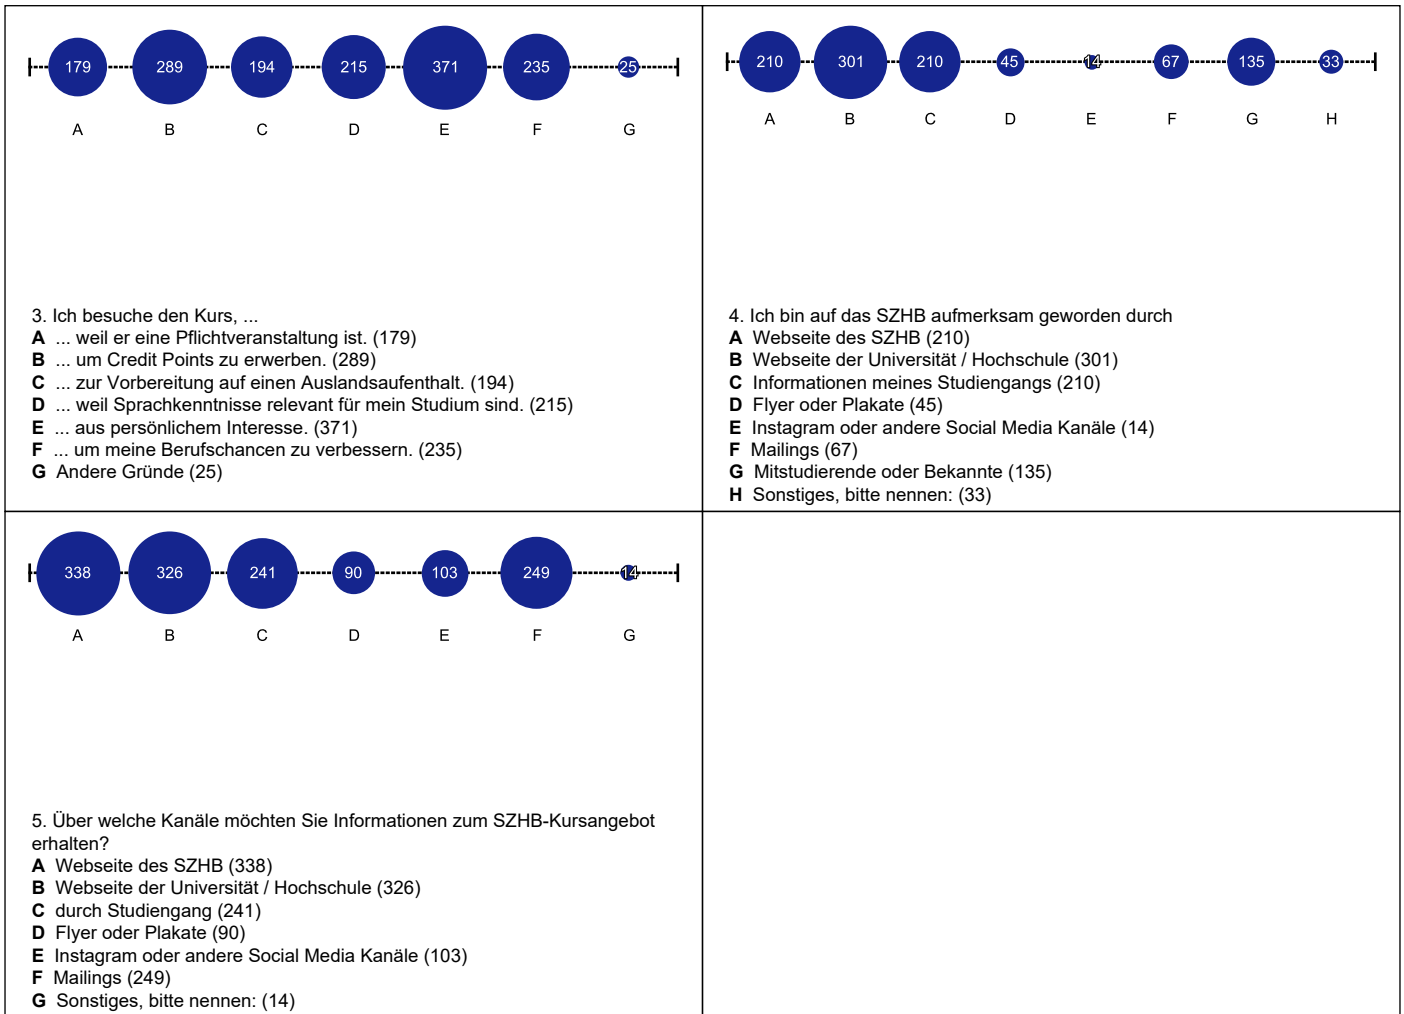 179 289 194 215 371 235 25
A B C D E F G
3. Ich besuche den Kurs, ...
A ... weil er eine Pflichtveranstaltung ist. (179)
B ... um Credit Points zu erwerben. (289)
C ... zur Vorbereitung auf einen Auslandsaufenthalt. (194)
D ... weil Sprachkenntnisse relevant für mein Studium sind. (215)
E ... aus persönlichem Interesse. (371)
F ... um meine Berufschancen zu verbessern. (235)
G Andere Gründe (25)
210 301 210 45 14 67 135 33
A B C D E F G H
4. Ich bin auf das SZHB aufmerksam geworden durch
A Webseite des SZHB (210)
B Webseite der Universität / Hochschule (301)
C Informationen meines Studiengangs (210)
D Flyer oder Plakate (45)
E Instagram oder andere Social Media Kanäle (14)
F Mailings (67)
G Mitstudierende oder Bekannte (135)
H Sonstiges, bitte nennen: (33)
338 326 241 90 103 249 14
A B C D E F G
5. Über welche Kanäle möchten Sie Informationen zum SZHB-Kursangebot
erhalten?
A Webseite des SZHB (338)
B Webseite der Universität / Hochschule (326)
C durch Studiengang (241)
D Flyer oder Plakate (90)
E Instagram oder andere Social Media Kanäle (103)
F Mailings (249)
G Sonstiges, bitte nennen: (14)